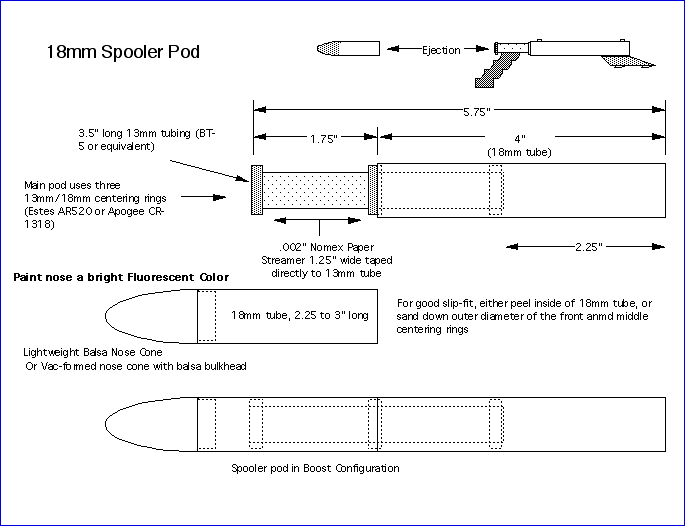 18mm Spooler Pod
Ejection
5.75"
3.5" long 13mm tubing (BT-
5 or equivalent)
1.75"
4"
(18mm tube)
Main pod uses three
13mm/18mm centering rings
(Estes AR520 or Apogee CR-
1318)
.002" Nomex Paper
Streamer 1.25" wide taped
directly to 13mm tube
2.25"
Paint nose a bright Fluorescent Color
18mm tube, 2.25 to 3" long
For good slip-fit, either peel inside of 18mm tube, or
sand down outer diameter of the front anmd middle
centering rings
Lightweight Balsa Nose Cone
Or Vac-formed nose cone with balsa bulkhead
Spooler pod in Boost Configuration